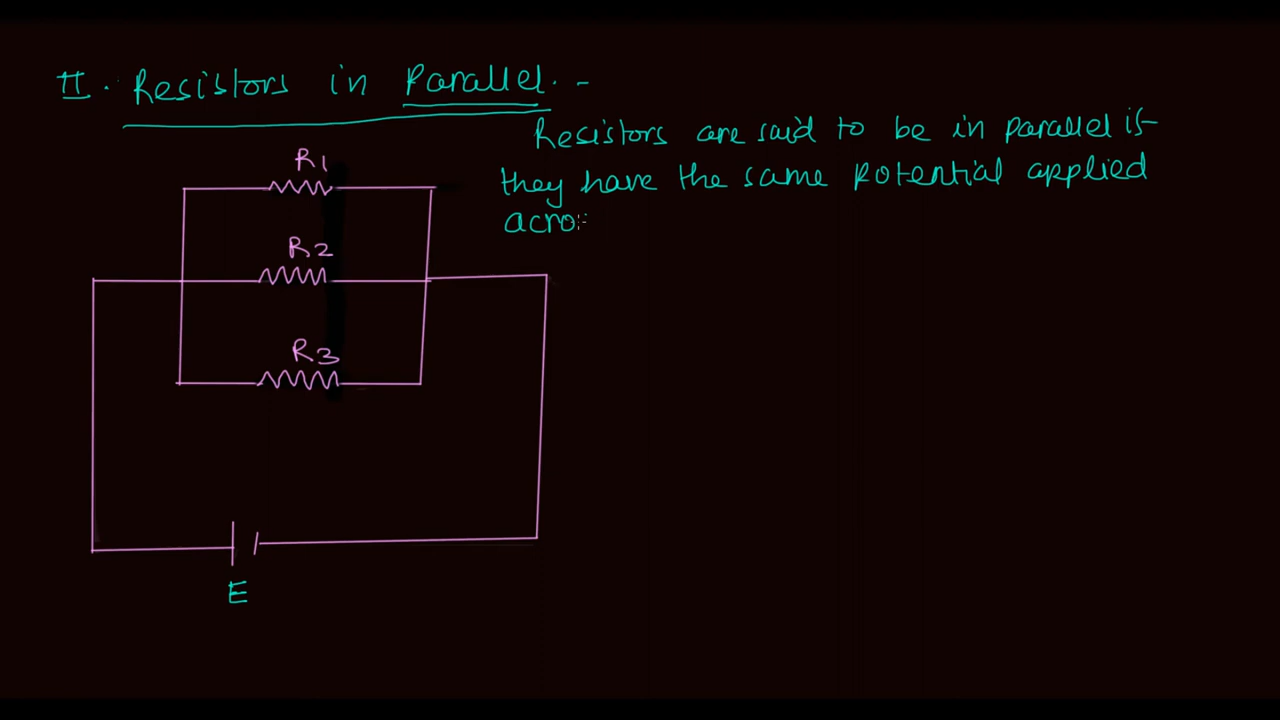 II. Resistors in Parallel. -
Resistors are said to be in parallel if
they have the same potential applied
acro
R1
R2
R3
E